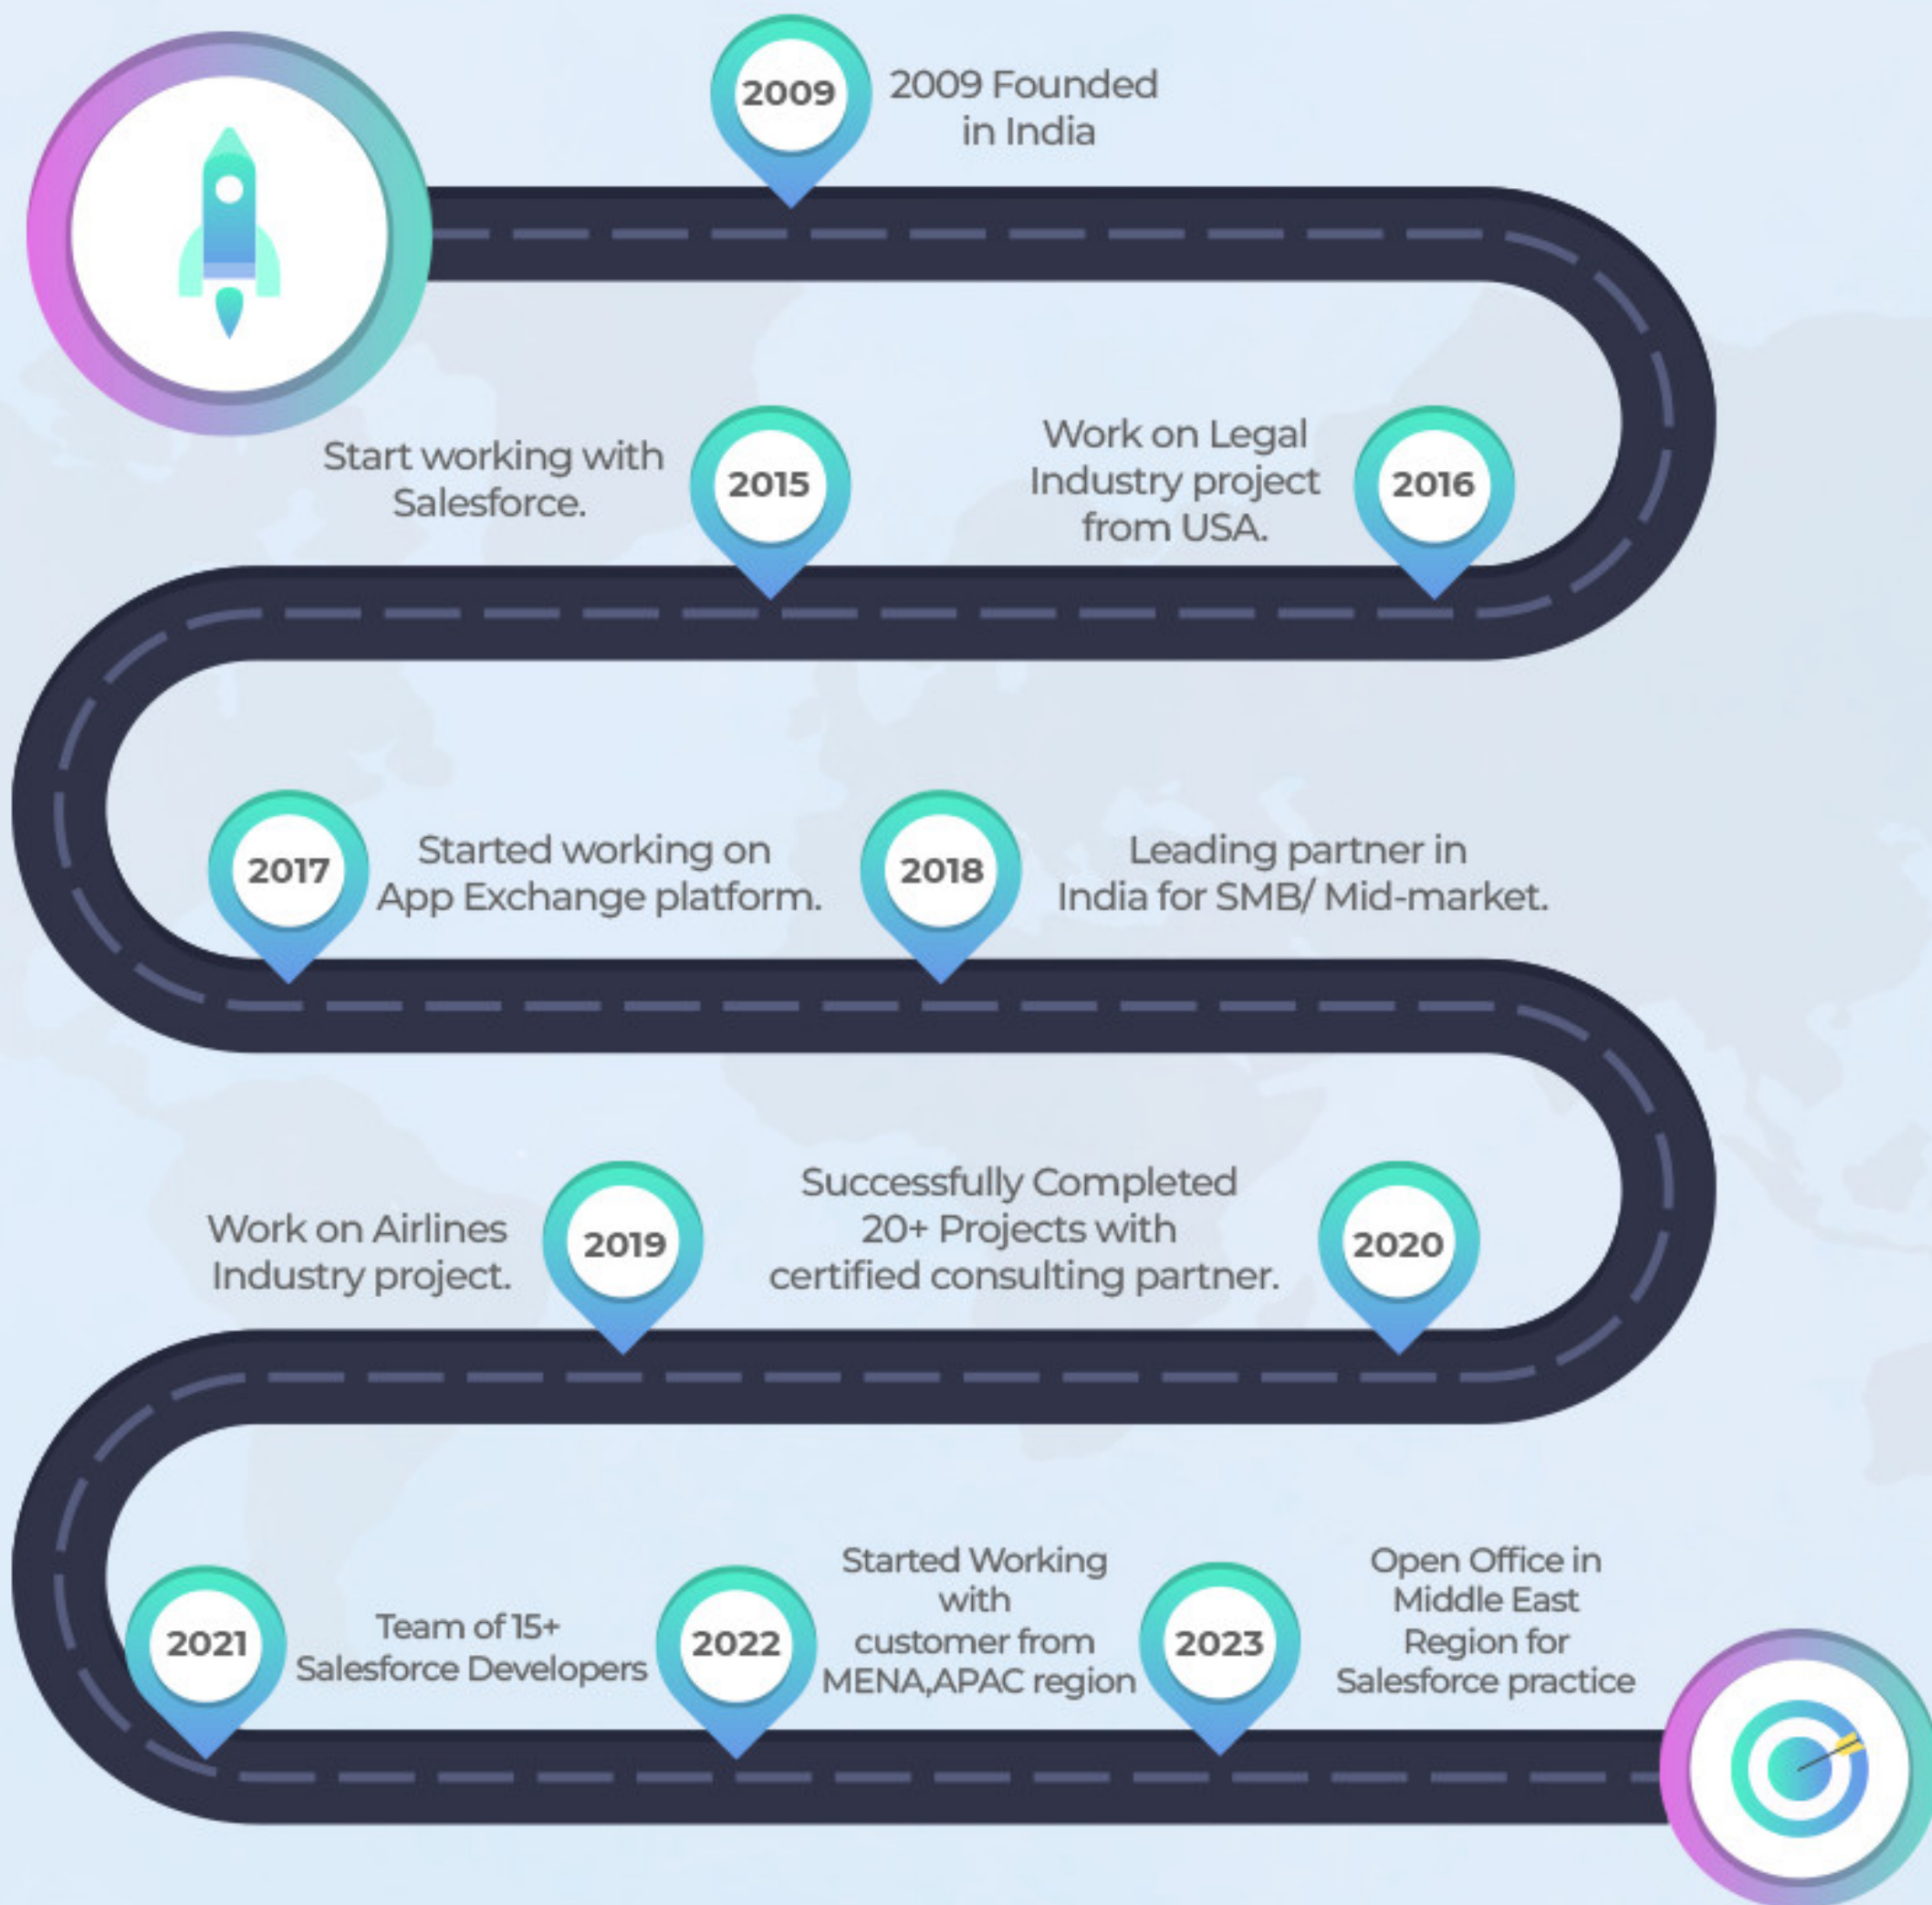 2009
2009 Founded
in India
Start working with
Salesforce.
2015
Work on Legal
Industry project
from USA.
2016
2017
Started working on
App Exchange platform.
2018
Leading partner in
India for SMB/ Mid-market.
Work on Airlines
Industry project.
2019
Successfully Completed
20+ Projects with
certified consulting partner.
2020
2021
Team of 15+
Salesforce Developers
2022
Started Working
with
customer from
MENA,APAC region
2023
Open Office in
Middle East
Region for
Salesforce practice